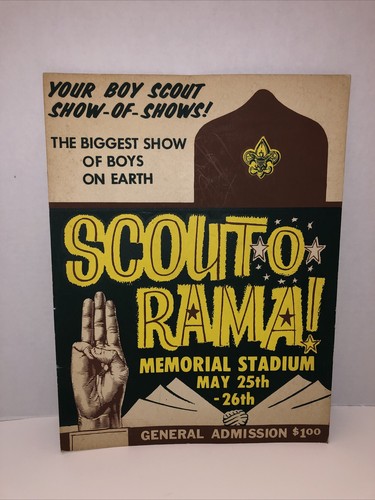 YOUR BOY SCOUT
SHOW-OF-SHOWS!
THE BIGGEST SHOW
OF BOYS
ON EARTH
SCOUT-O-
RAMA!
MEMORIAL STADIUM
MAY 25th
-26th
GENERAL ADMISSION $1.00